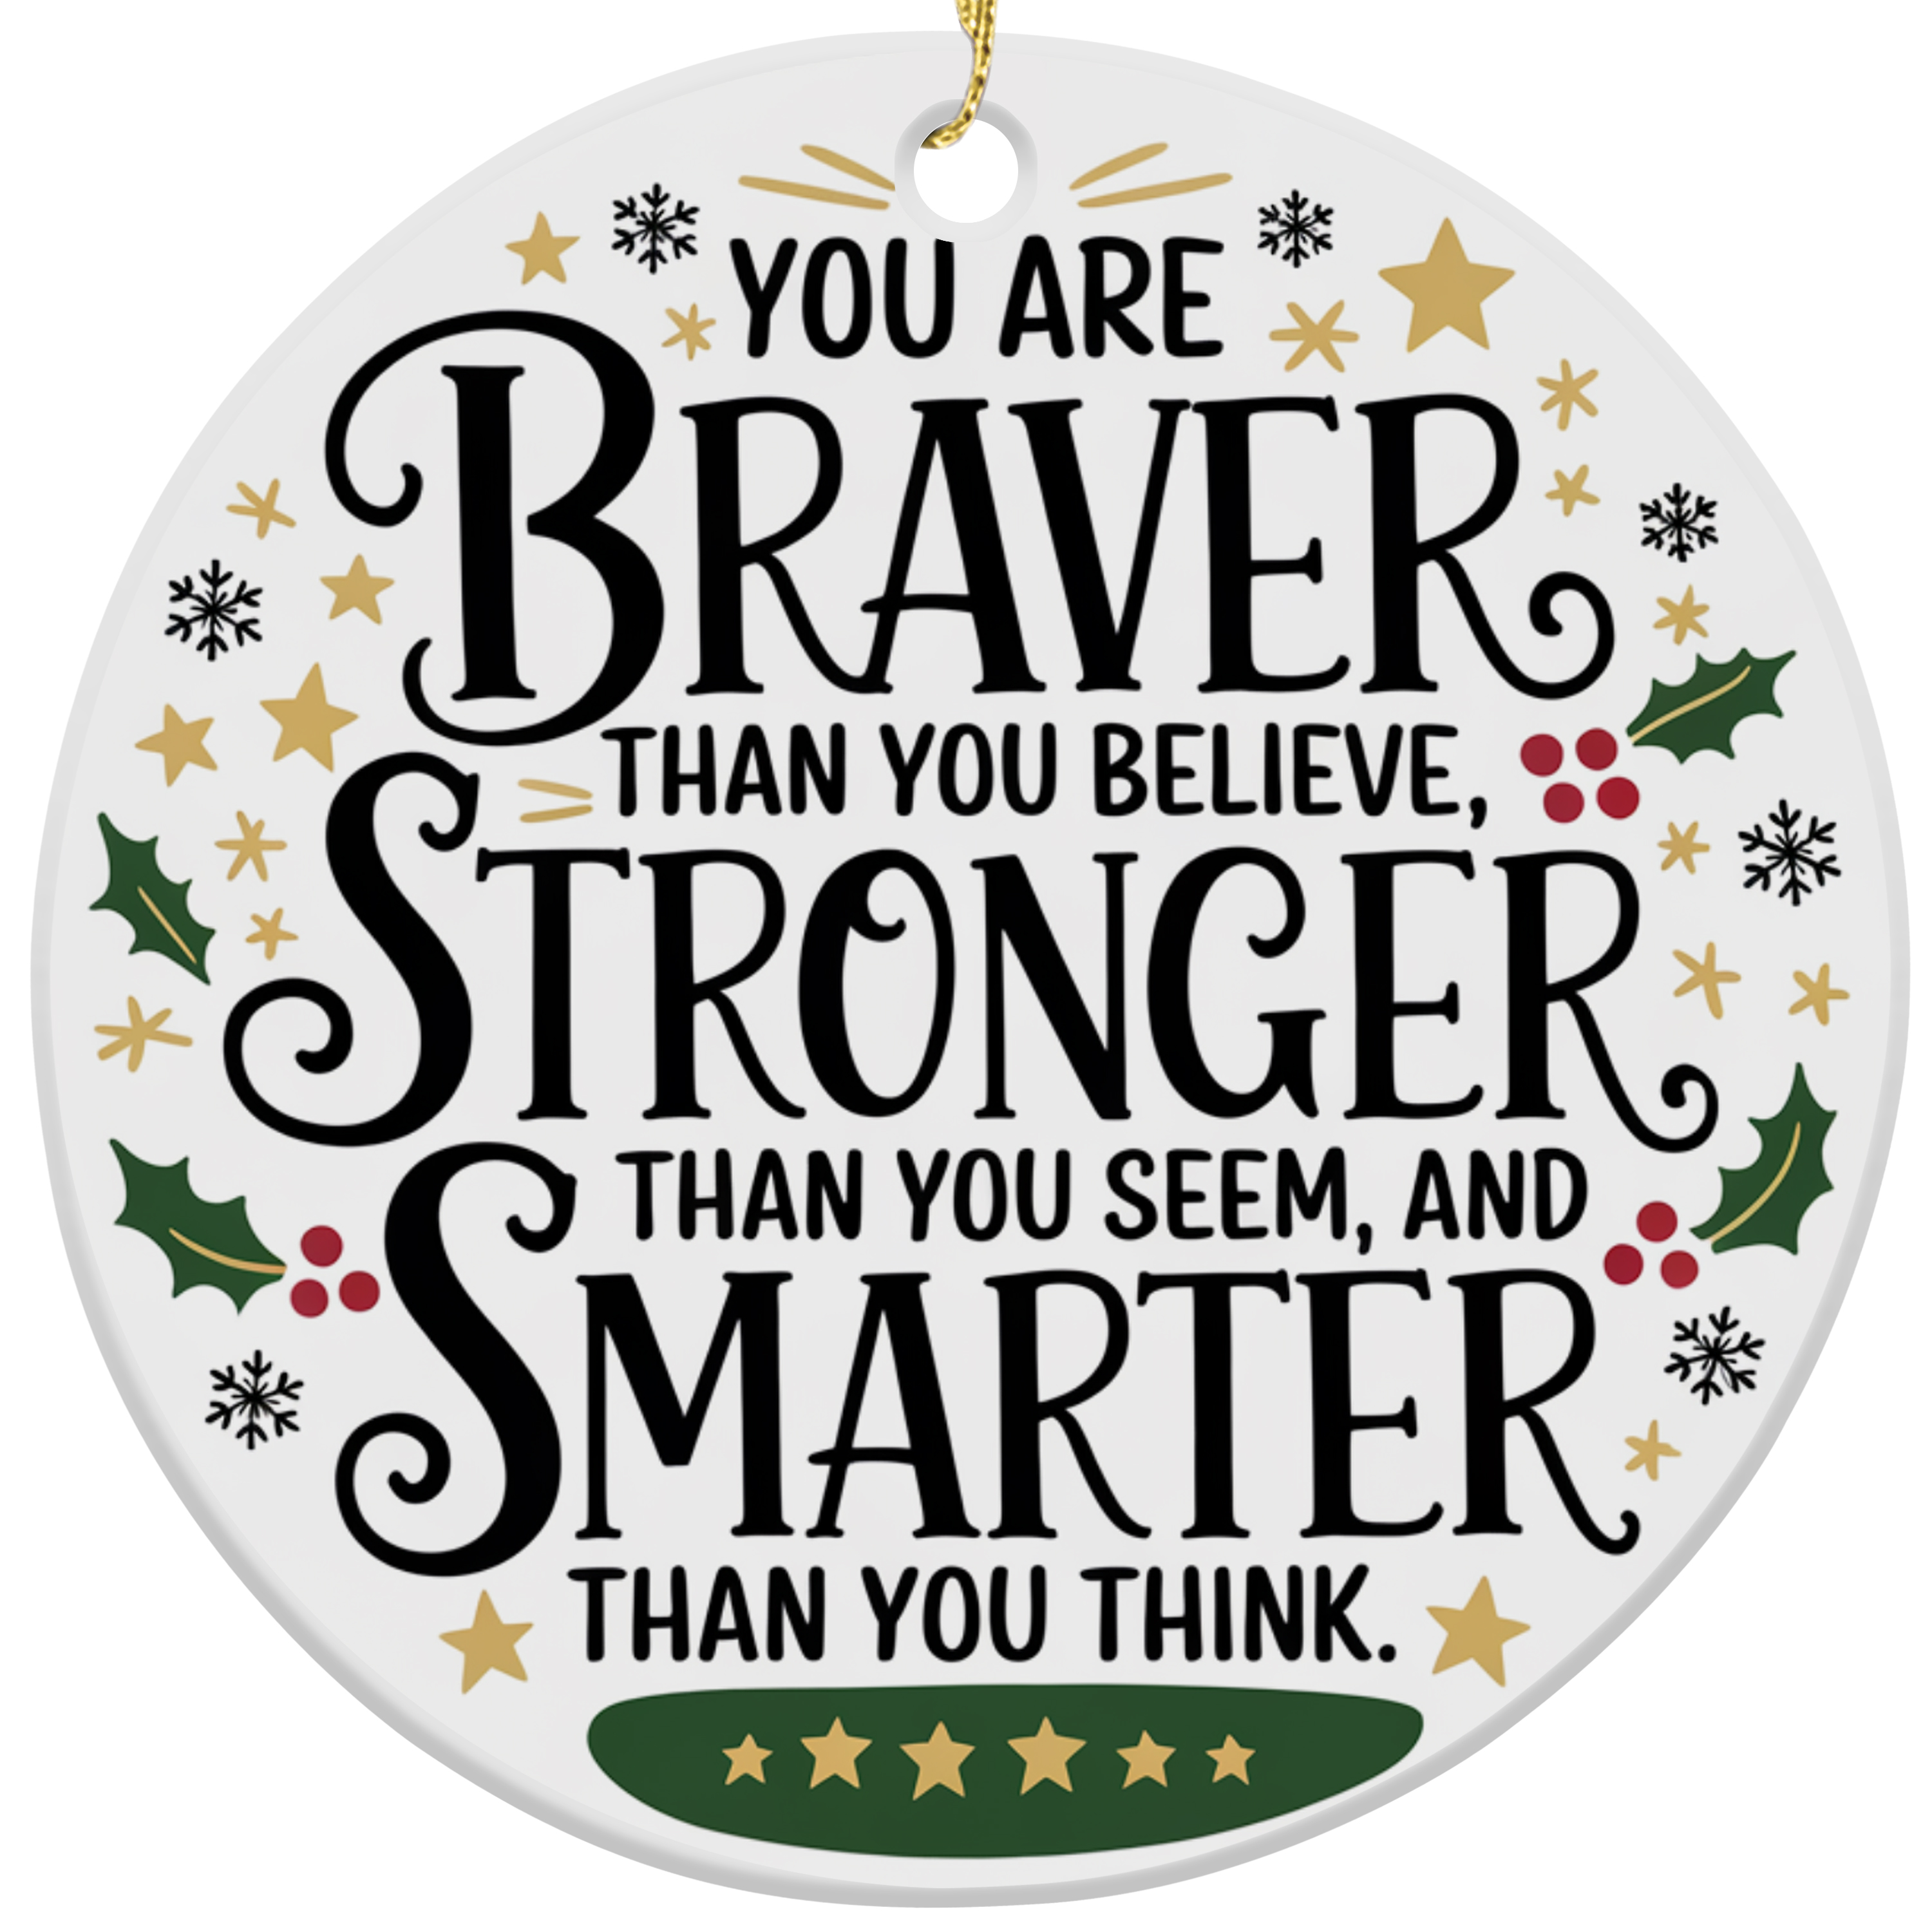 YOU ARE
BRAVER
THAN YOU BELIEVE,
STRONGER
THAN YOU SEEM, AND
SMARTER
THAN YOU THINK.